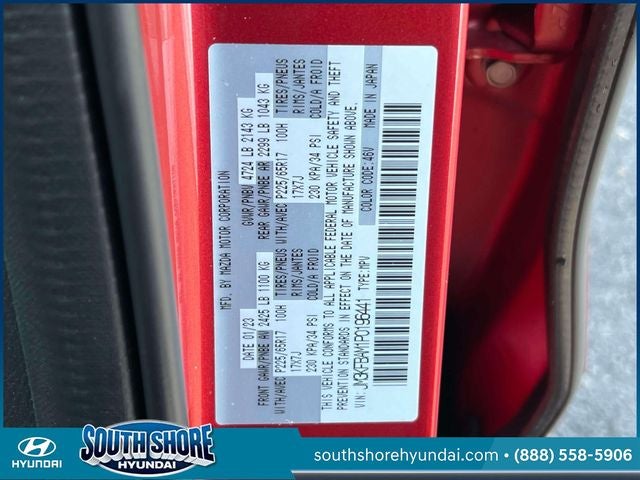 MFD. BY MAZDA MOTOR CORPORATION
DATE 01/23 GVWR/PNBV 4724 LB 2143 KG
FRONT GAWR/PNBE AV 2425 LB 1100 KG REAR GAWR/PNBE AR 2299 LB 1043 KG
WITH/AVEC P225/65R17 100H TIRES/PNEUS WITH/AVEC P225/65R17 100H TIRES/PNEUS
17X7J RIMS/JANTES 17X7J RIMS/JANTES
230 KPA/34 PSI COLD/A FROID 230 KPA/34 PSI COLD/A FROID
THIS VEHICLE CONFORMS TO ALL APPLICABLE FEDERAL MOTOR VEHICLE SAFETY AND THEFT
PREVENTION STANDARDS IN EFFECT ON THE DATE OF MANUFACTURE SHOWN ABOVE.
VIN: JM3KFBAM1P0196441 TYPE:MPV COLOR CODE:46V MADE IN JAPAN
HYUNDAI
SOUTH SHORE
HYUNDAI
southshorehyundai.com • (888) 558-5906